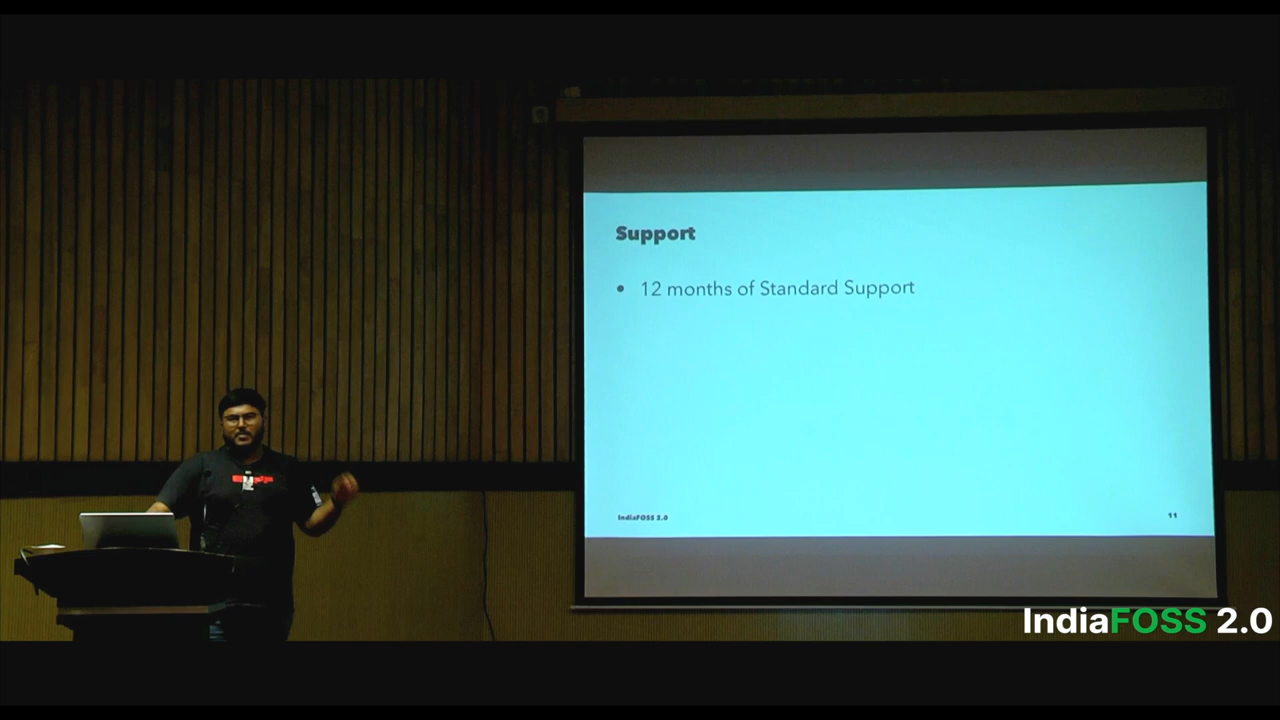 Support
• 12 months of Standard Support
IndiaFOSS 2.0
11
IndiaFOSS 2.0